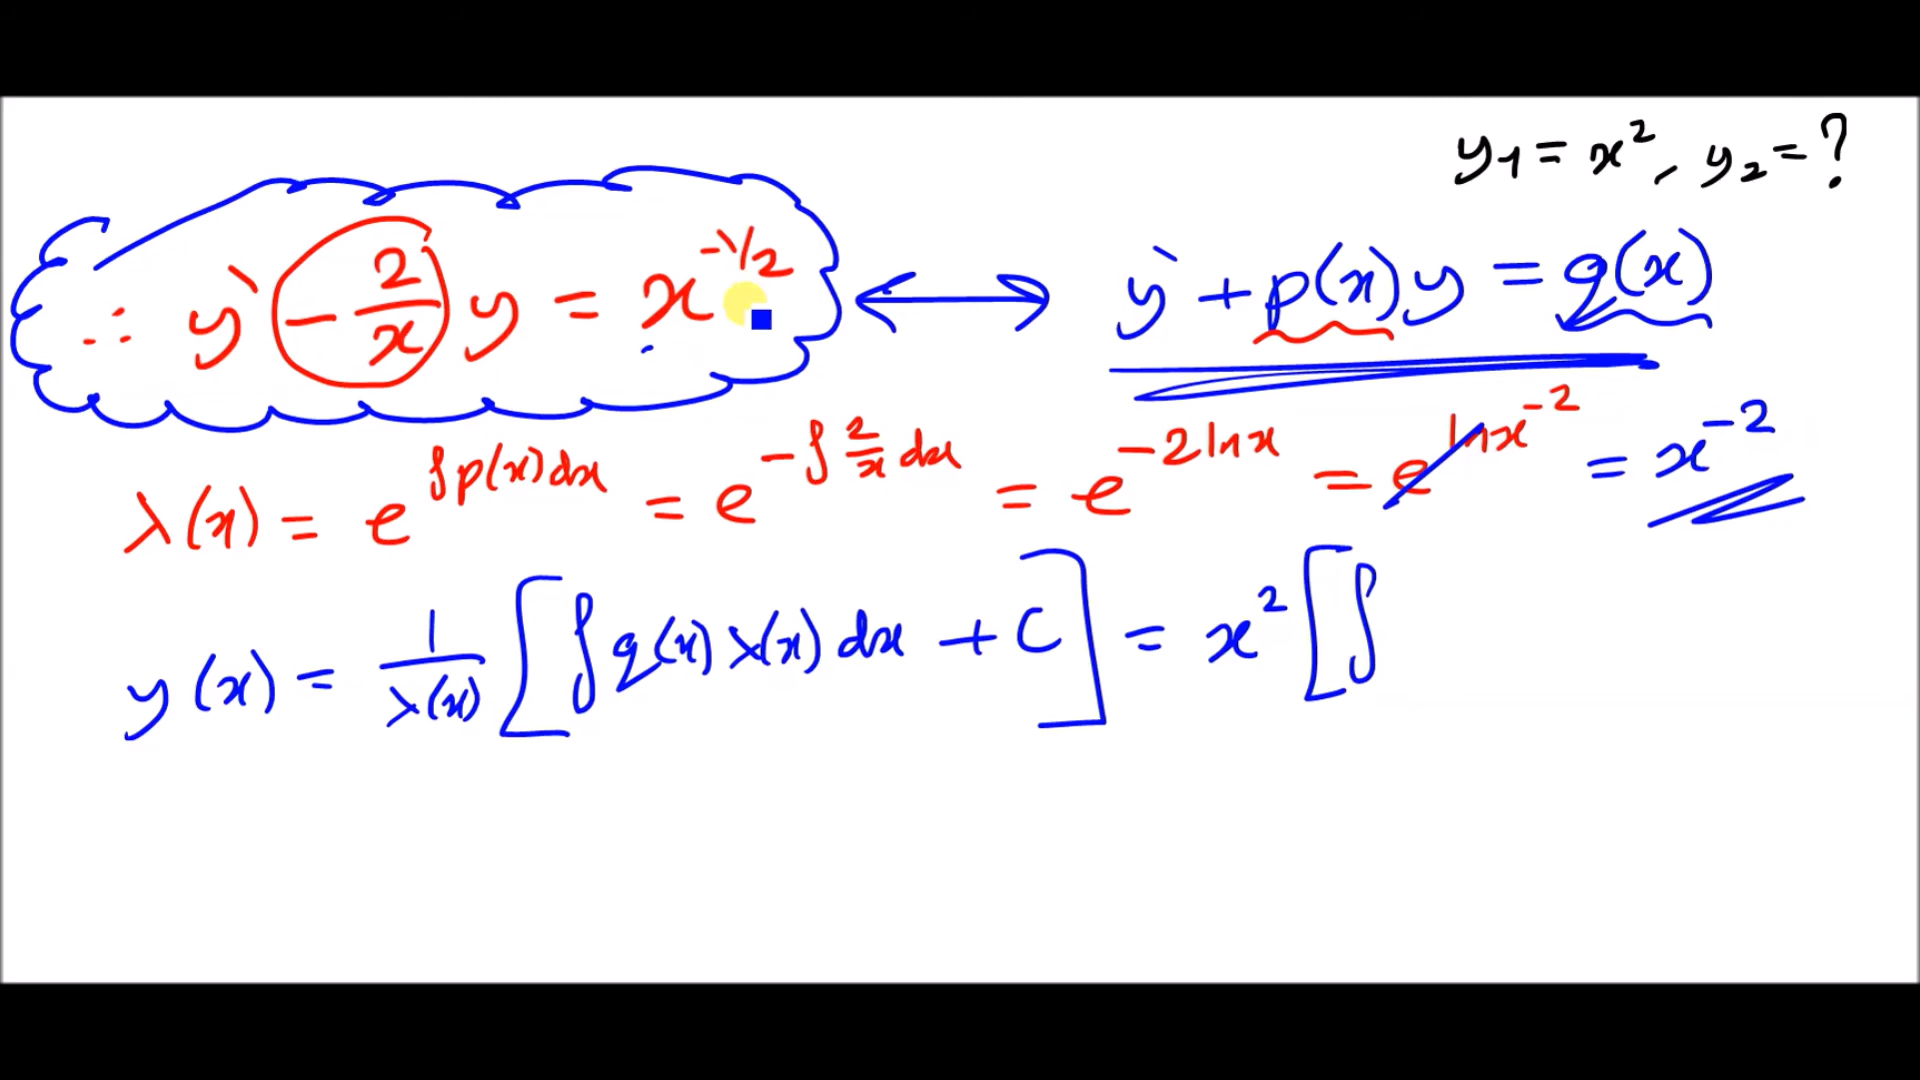 y₁ = x², y₂ = ?
∴ y` - 2/x y = x^(-1/2) ⟷ y` + p(x)y = q(x)
λ(x) = e^(∫p(x)dx) = e^(-∫2/x dx) = e^(-2lnx) = e^(lnx^(-2)) = x^(-2)
y(x) = 1/λ(x) [∫q(x)λ(x)dx + C] = x² [∫